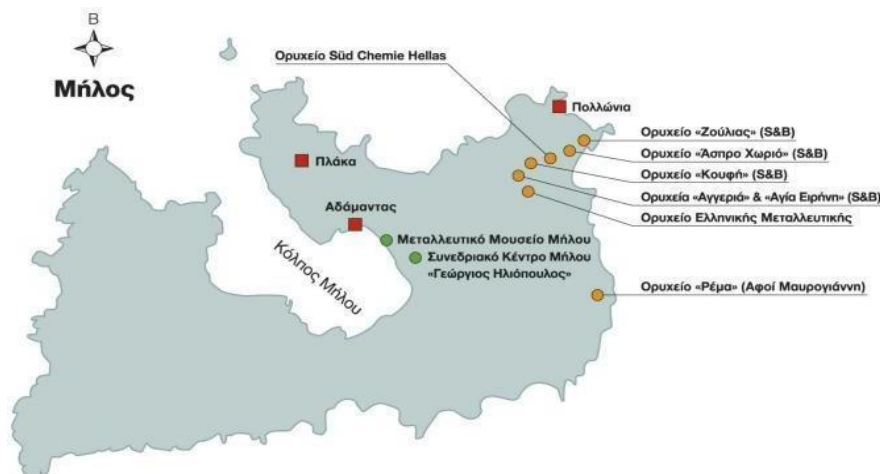 Β
Μήλος
Ορυχείο Süd Chemie Hellas
Πολλώνια
Ορυχείο «Ζούλιας» (S&B)
Ορυχείο «Άσπρο Χωριό» (S&B)
Ορυχείο «Κουφή» (S&B)
Ορυχεία «Αγγεριά» & «Αγία Ειρήνη» (S&B)
Ορυχείο Ελληνικής Μεταλλευτικής
Πλάκα
Αδάμαντας
Μεταλλευτικό Μουσείο Μήλου
Συνεδριακό Κέντρο Μήλου
«Γεώργιος Ηλιόπουλος»
Κόλπος Μήλου
Ορυχείο «Ρέμα» (Αφοί Μαυρογιάννη)